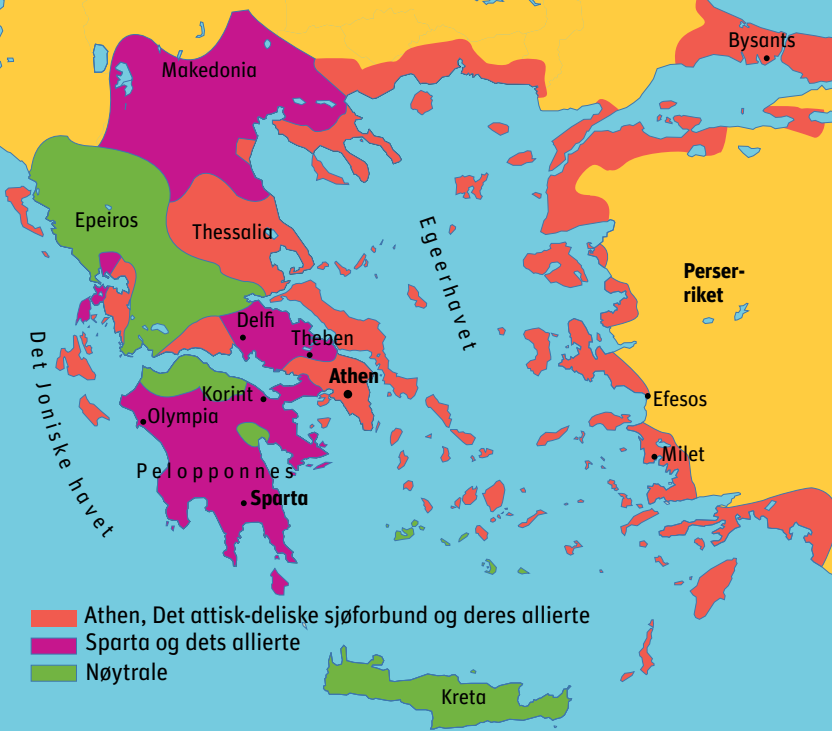 Bysants
Makedonia
Epeiros
Thessalia
Egeerhavet
Perser-
riket
Delfi
Theben
Det Joniske havet
Athen
Korint
Efesos
Olympia
Milet
Peloponnes
Sparta
Athen, Det attisk-deliske sjøforbund og deres allierte
Sparta og dets allierte
Nøytrale
Kreta